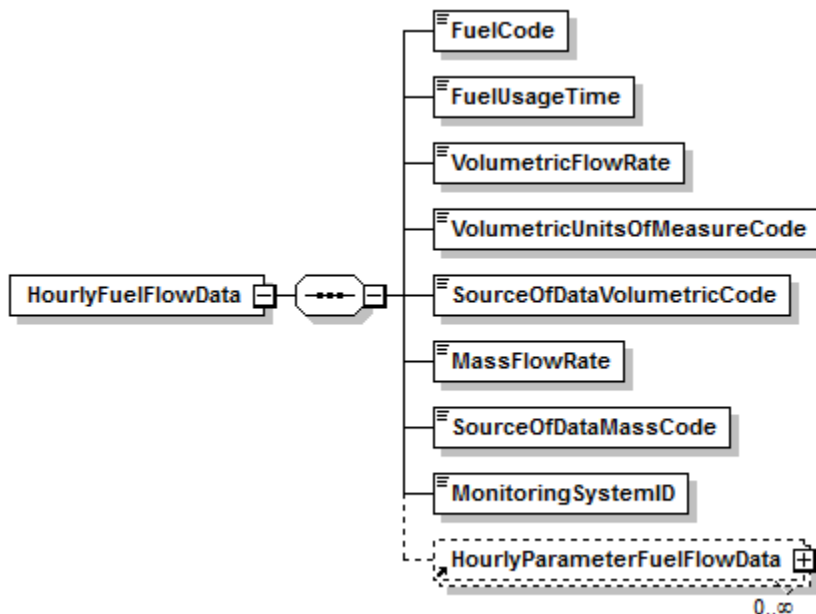 FuelCode
FuelUsageTime
VolumetricFlowRate
VolumetricUnitsOfMeasureCode
HourlyFuelFlowData
SourceOfDataVolumetricCode
MassFlowRate
SourceOfDataMassCode
MonitoringSystemID
HourlyParameterFuelFlowData
0..∞